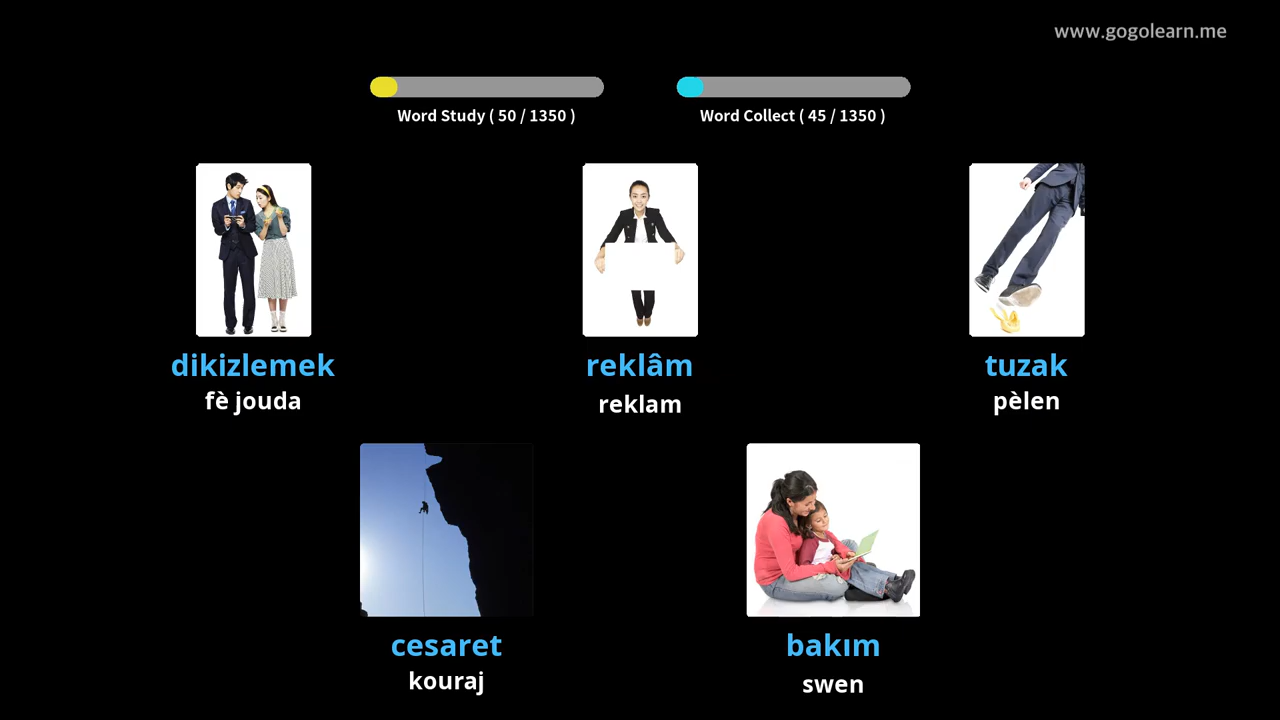 www.gogolearn.me
Word Study ( 50 / 1350 )
Word Collect ( 45 / 1350 )
dikizlemek
fè jouda
reklâm
reklam
tuzak
pèlen
cesaret
kouraj
bakım
swen